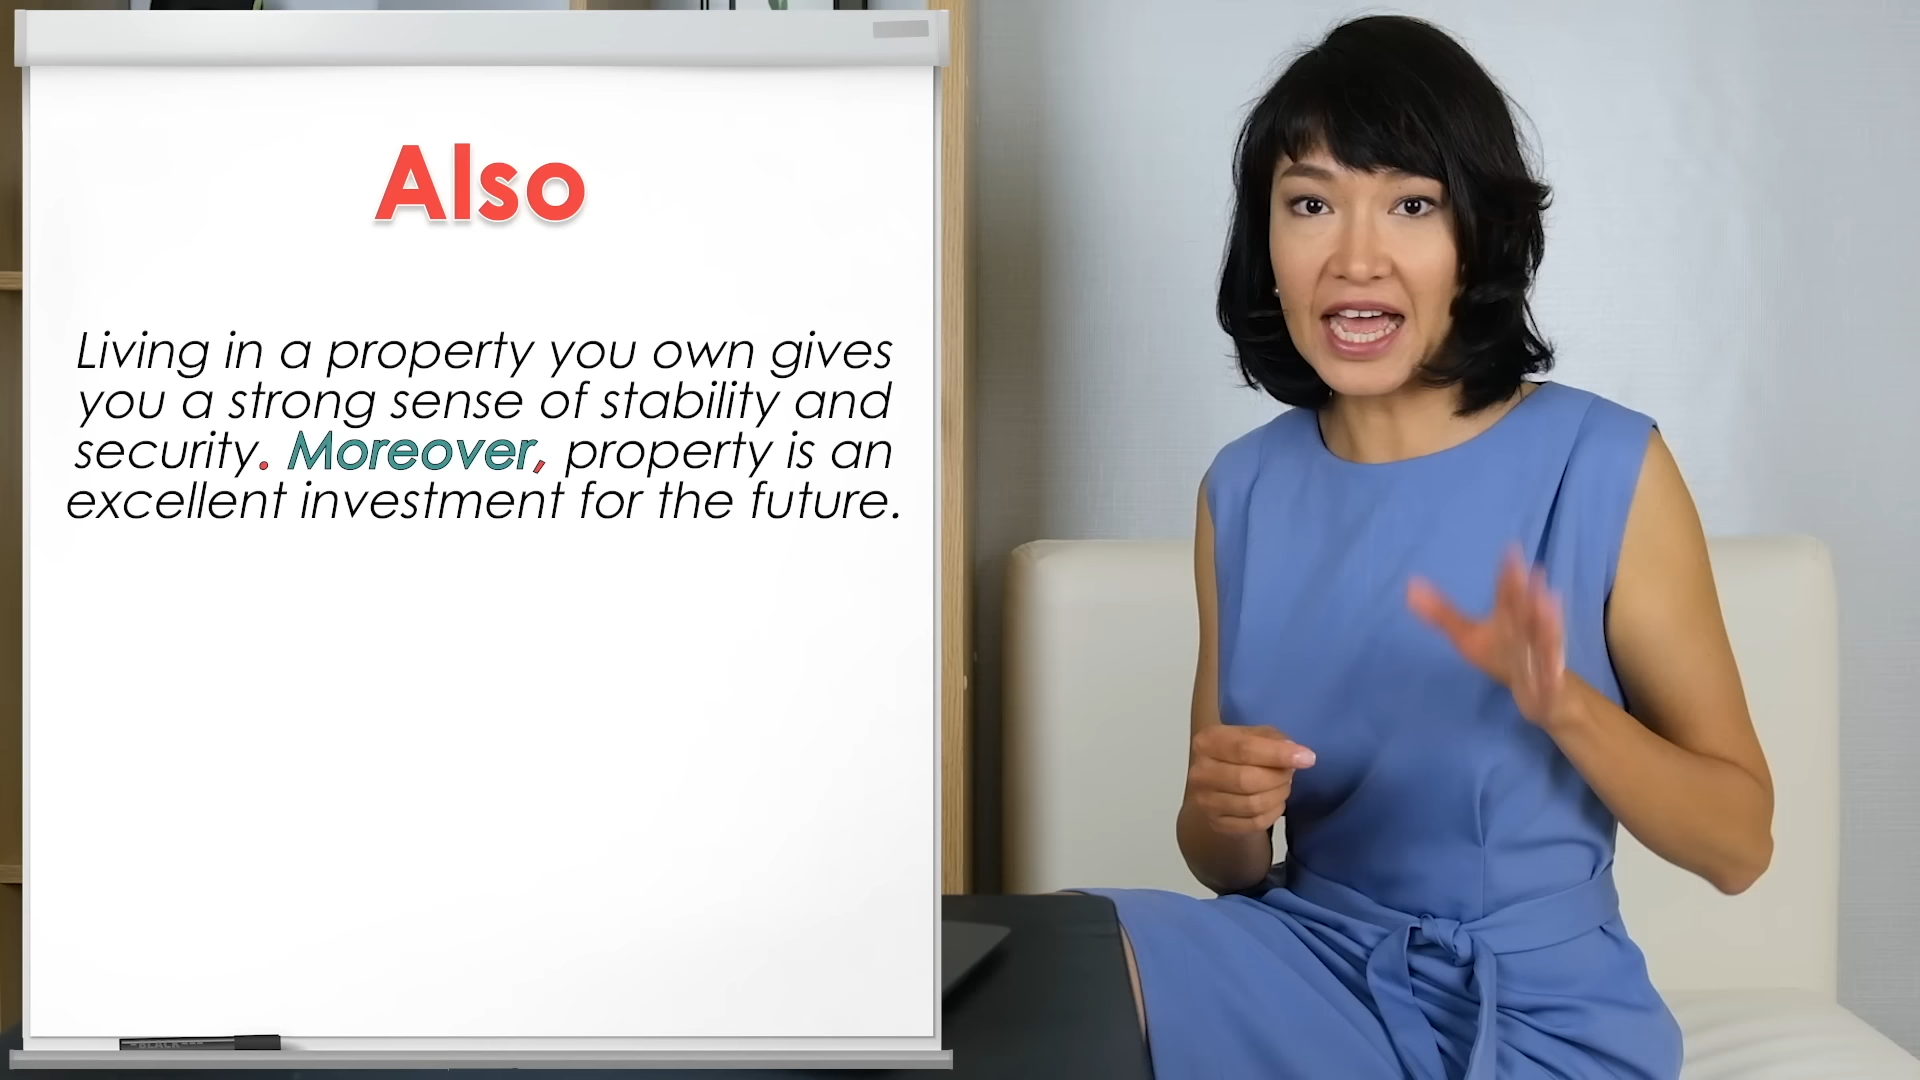 Also
Living in a property you own gives
you a strong sense of stability and
security. Moreover, property is an
excellent investment for the future.
BLACK